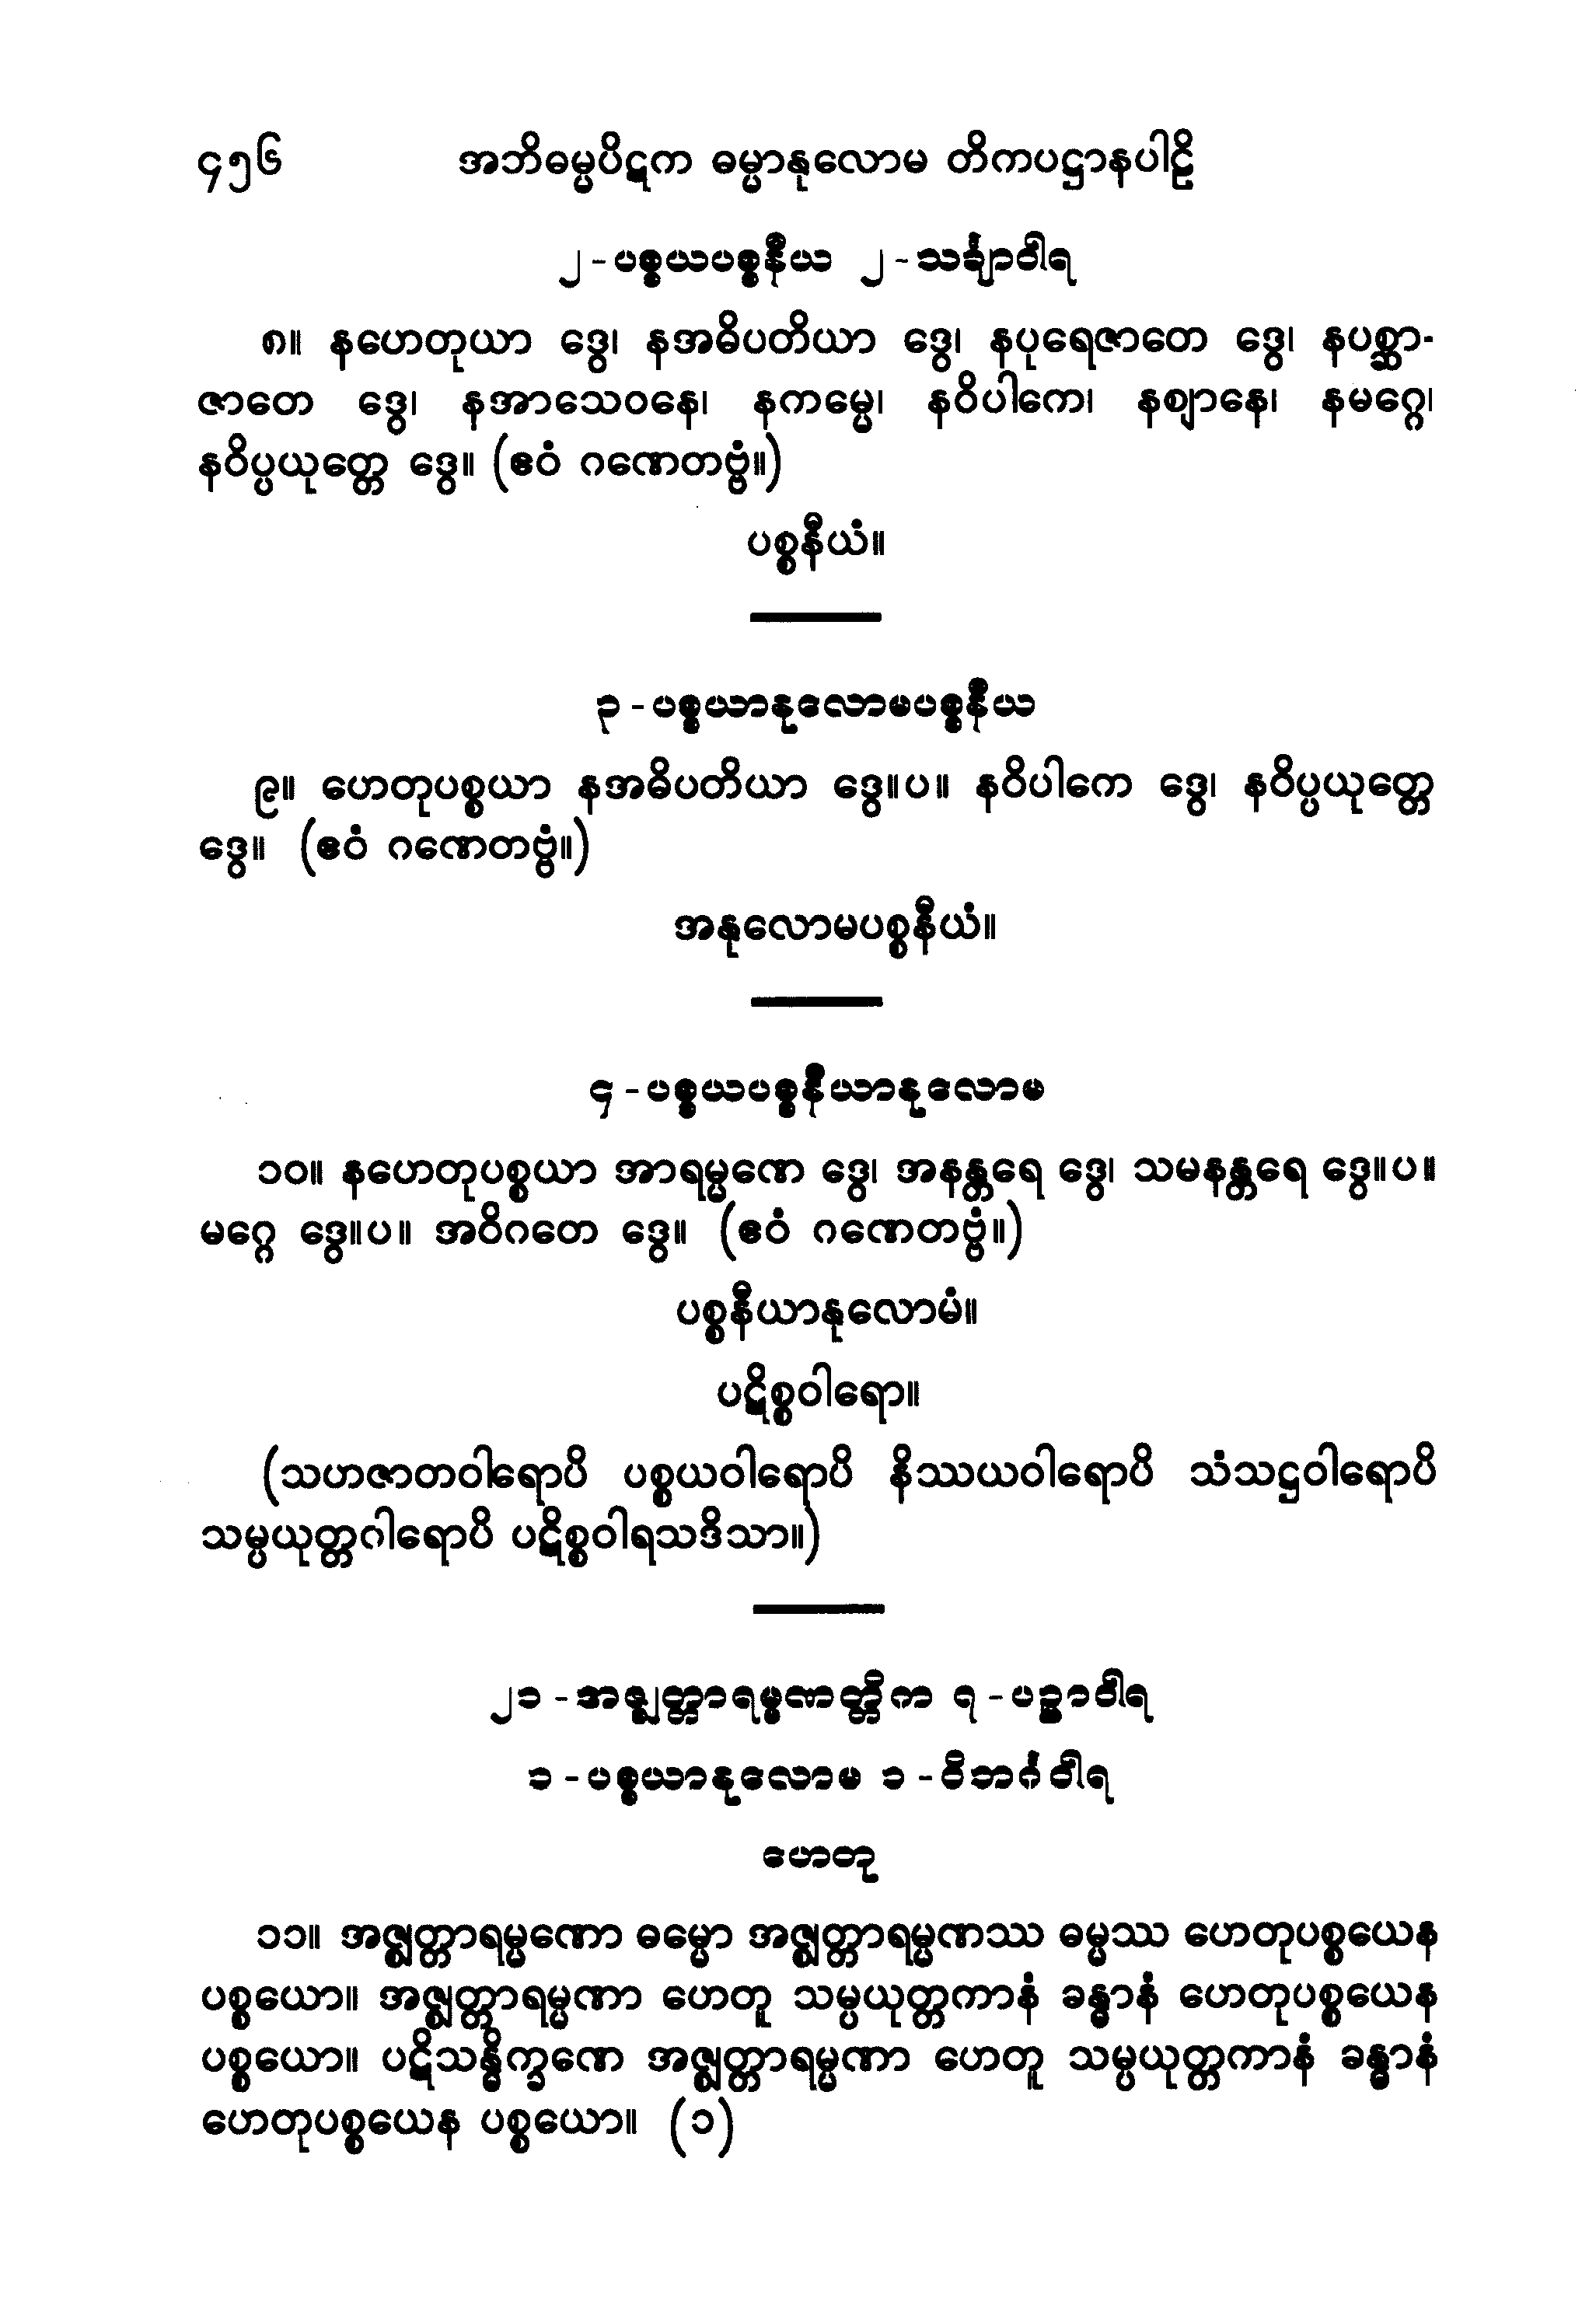 ၄၅၆ အဘိဓမ္မပိဋက ဓမ္မာနုလောမ တိကပဋ္ဌာနပါဠိ
၂-ပစ္စယပစ္စနီယ ၂-သင်္ချာဝါရ
၈။ နဟေတုယာ ဒွေ၊ နအဓိပတိယာ ဒွေ၊ နပုရေဇာတေ ဒွေ၊ နပစ္ဆာ-
ဇာတေ ဒွေ၊ နအာသေဝနေ၊ နကမ္မေ၊ နဝိပါကေ၊ နဈာနေ၊ နမဂ္ဂေ၊
နဝိပ္ပယုတ္တေ ဒွေ။ (ဧဝံ ဂဏေတဗ္ဗံ။)
ပစ္စနီယံ။
၃-ပစ္စယာနုလောမပစ္စနီယ
၉။ ဟေတုပစ္စယာ နအဓိပတိယာ ဒွေ။ပ။ နဝိပါကေ ဒွေ၊ နဝိပ္ပယုတ္တေ
ဒွေ။ (ဧဝံ ဂဏေတဗ္ဗံ။)
အနုလောမပစ္စနီယံ။
၄-ပစ္စယပစ္စနီယာနုလောမ
၁၀။ နဟေတုပစ္စယာ အာရမ္မဏေ ဒွေ၊ အနန္တရေ ဒွေ၊ သမနန္တရေ ဒွေ။ပ။
မဂ္ဂေ ဒွေ။ပ။ အဝိဂတေ ဒွေ။ (ဧဝံ ဂဏေတဗ္ဗံ။)
ပစ္စနီယာနုလောမံ။
ပဋိစ္စဝါရော။
(သဟဇာတဝါရောပိ ပစ္စယဝါရောပိ နိဿယဝါရောပိ သံသဋ္ဌဝါရောပိ
သမ္ပယုတ္တဂါရောပိ ပဋိစ္စဝါရသဒိသာ။)
၂၁-အဇ္ဈတ္တာရမ္မဏတ္တိက ၇-ပဉှာဝါရ
၁-ပစ္စယာနုလောမ ၁-ဝိဘင်္ဂဝါရ
ဟေတု
၁၁။ အဇ္ဈတ္တာရမ္မဏော ဓမ္မော အဇ္ဈတ္တာရမ္မဏဿ ဓမ္မဿ ဟေတုပစ္စယေန
ပစ္စယော။ အဇ္ဈတ္တာရမ္မဏာ ဟေတူ သမ္ပယုတ္တကာနံ ခန္ဓာနံ ဟေတုပစ္စယေန
ပစ္စယော။ ပဋိသန္ဓိက္ခဏေ အဇ္ဈတ္တာရမ္မဏာ ဟေတူ သမ္ပယုတ္တကာနံ ခန္ဓာနံ
ဟေတုပစ္စယေန ပစ္စယော။ (၁)